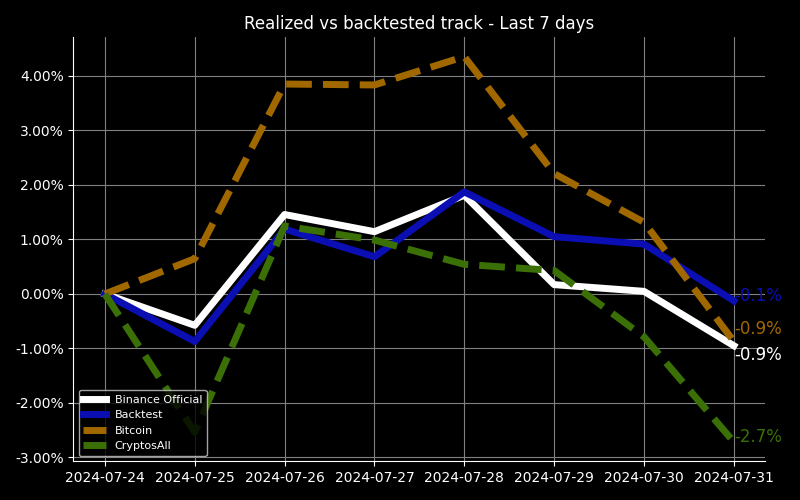 Realized vs backtested track - Last 7 days
4.00%
3.00%
2.00%
1.00%
0.00%
-1.00%
-2.00%
-3.00%
-0.1%
-0.9%
-0.9%
-2.7%
Binance Official
Backtest
Bitcoin
CryptosAll
2024-07-24 2024-07-25 2024-07-26 2024-07-27 2024-07-28 2024-07-29 2024-07-30 2024-07-31